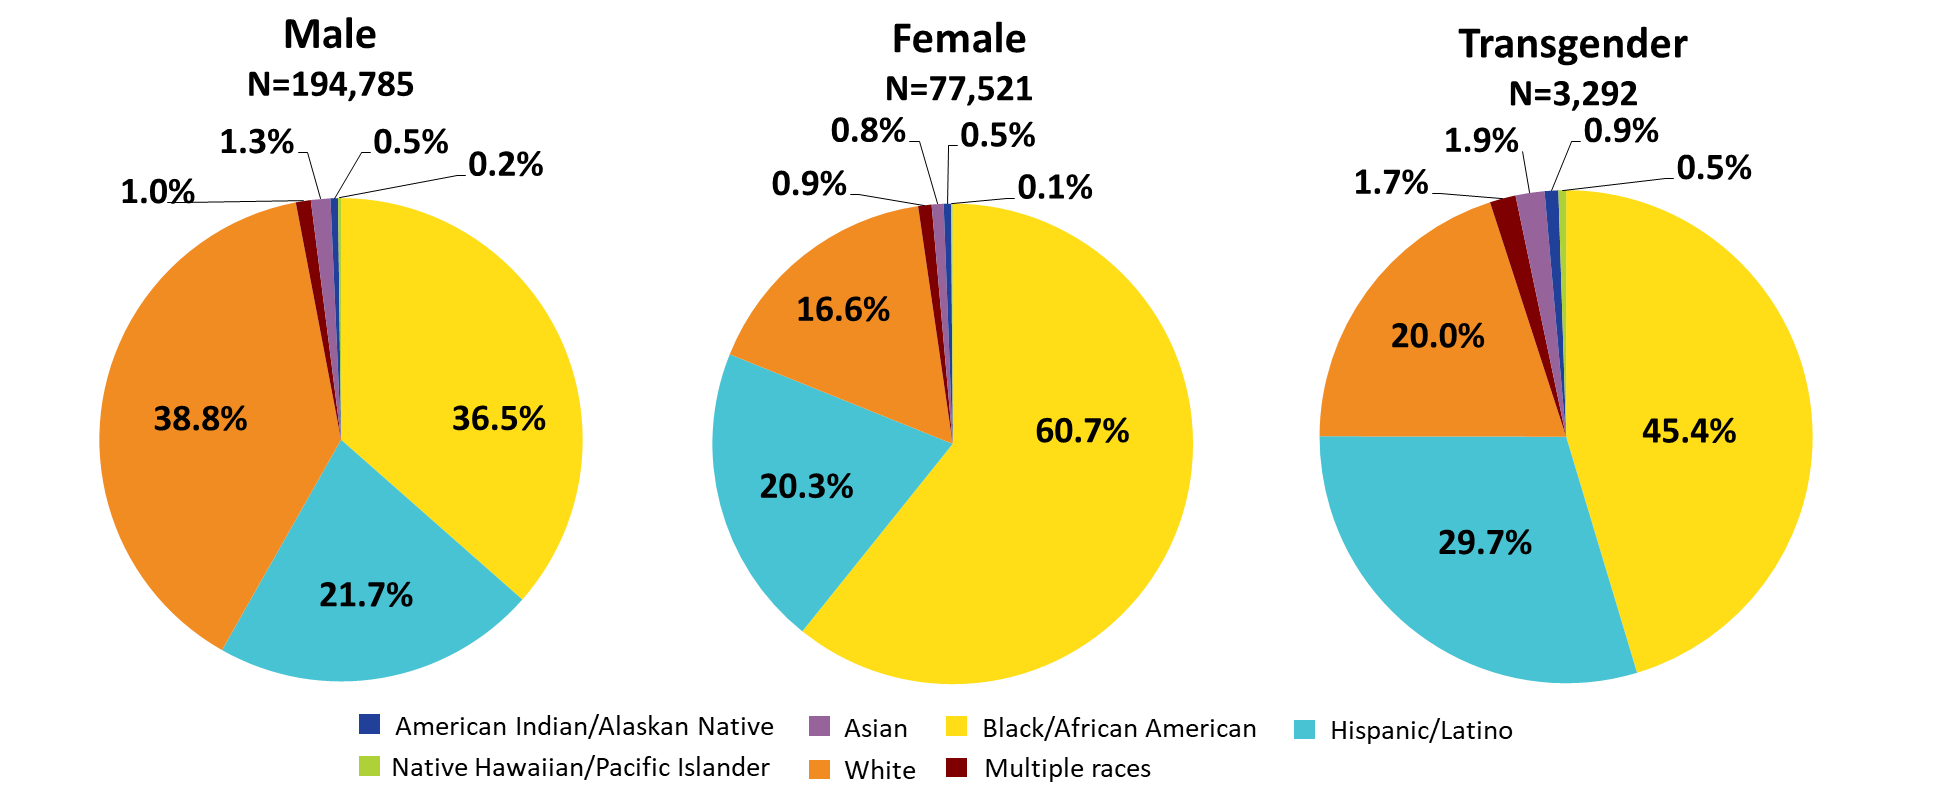 Male
N=194,785
1.3%
0.5%
0.2%
1.0%
38.8%
36.5%
21.7%
Female
N=77,521
0.8%
0.5%
0.9%
0.1%
16.6%
60.7%
20.3%
Transgender
N=3,292
1.9%
0.9%
1.7%
0.5%
20.0%
45.4%
29.7%
American Indian/Alaskan Native
Asian
Black/African American
Hispanic/Latino
Native Hawaiian/Pacific Islander
White
Multiple races